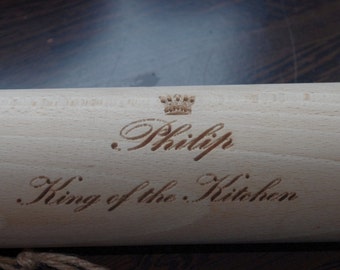 Philip
King of the Kitchen